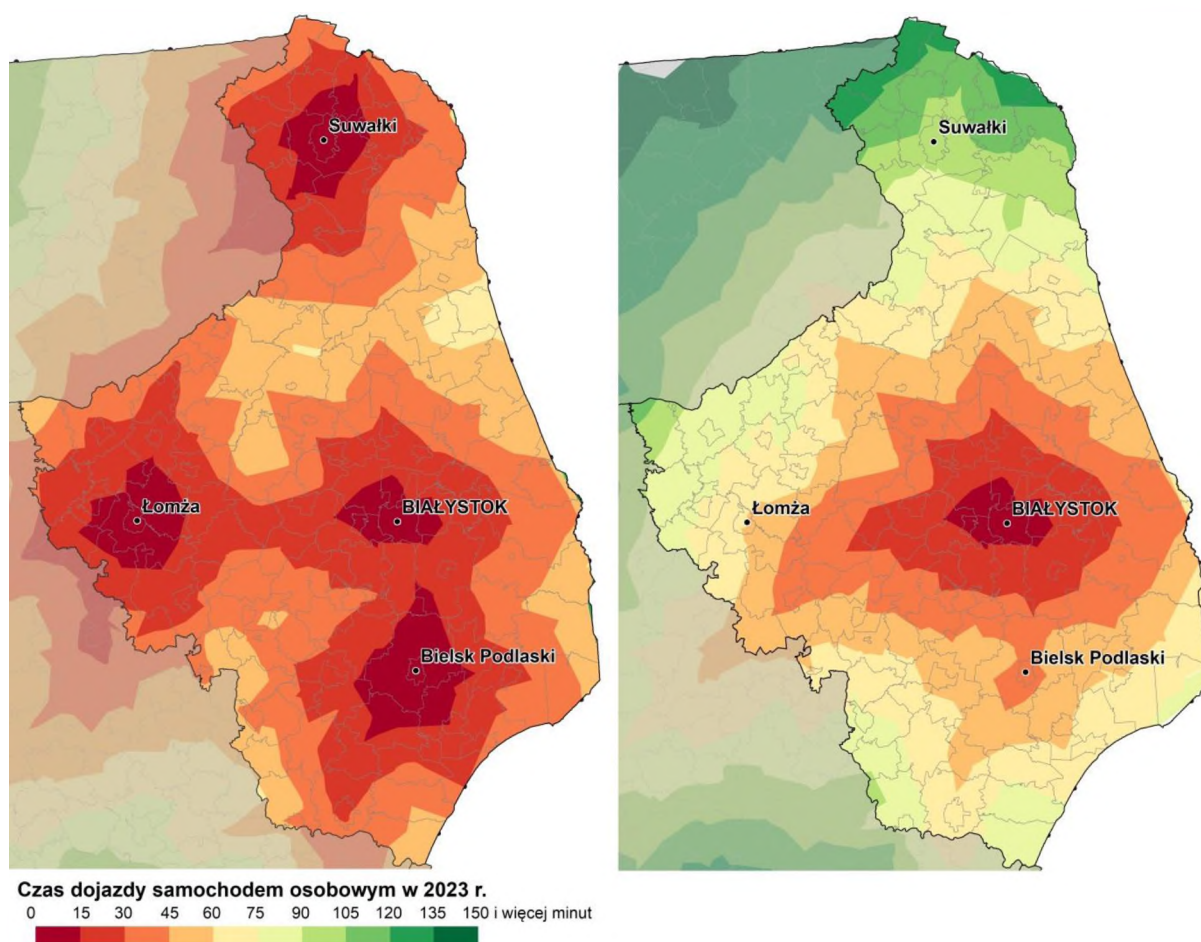 Suwałki
Łomża
BIAŁYSTOK
Bielsk Podlaski
Suwałki
Łomża
BIAŁYSTOK
Bielsk Podlaski
Czas dojazdy samochodem osobowym w 2023 r.
0 15 30 45 60 75 90 105 120 135 150 i więcej minut